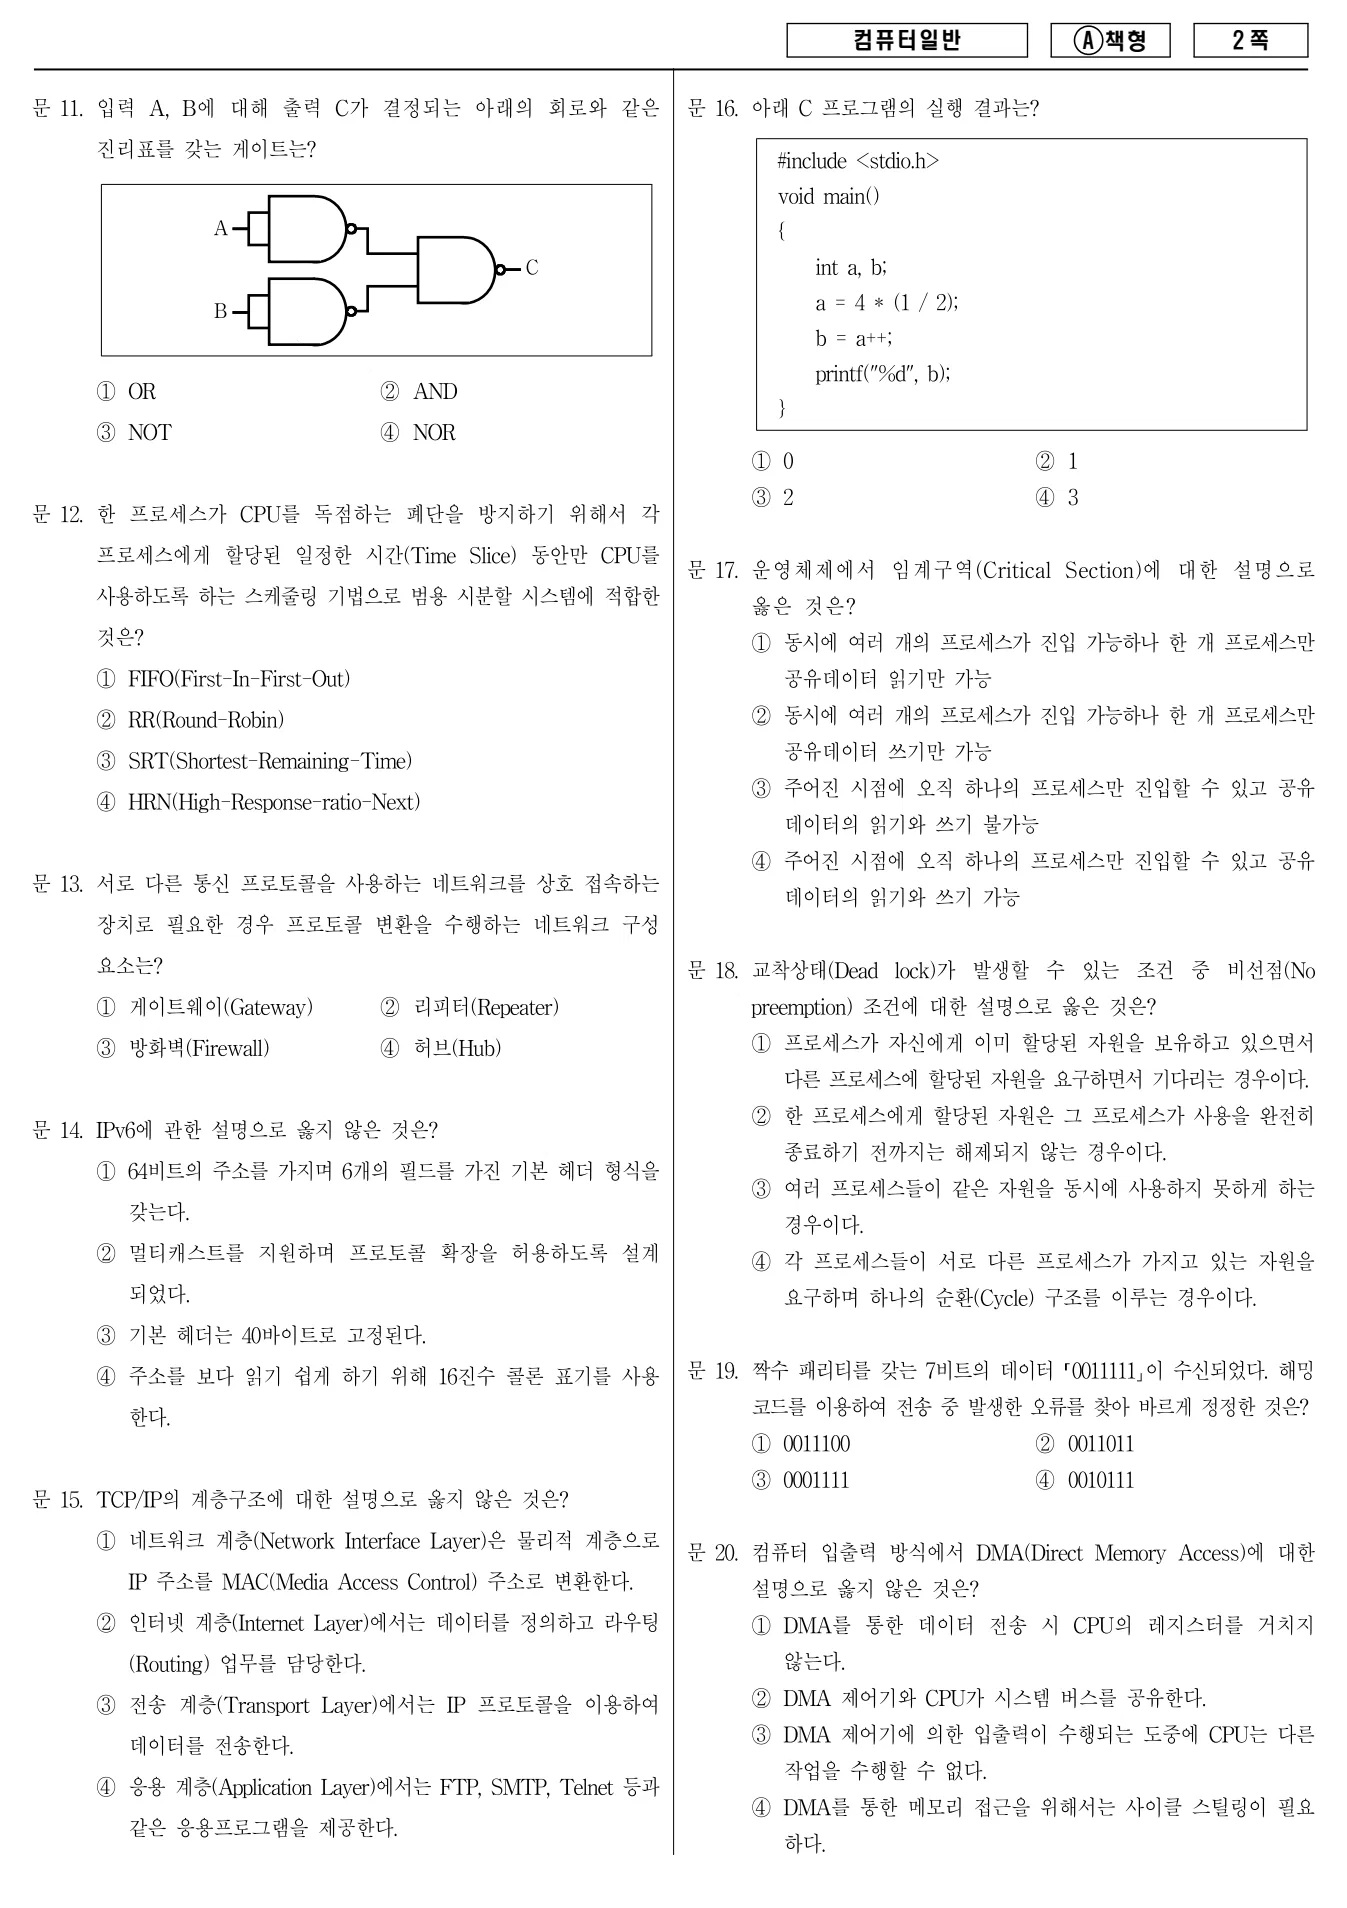 컴퓨터일반
Ⓐ책형
2 쪽
문 11. 입력 A, B에 대해 출력 C가 결정되는 아래의 회로와 같은
진리표를 갖는 게이트는?
A
B
C
① OR
② AND
③ NOT
④ NOR
문 12. 한 프로세스가 CPU를 독점하는 폐단을 방지하기 위해서 각
프로세스에게 할당된 일정한 시간(Time Slice) 동안만 CPU를
사용하도록 하는 스케줄링 기법으로 범용 시분할 시스템에 적합한
것은?
① FIFO(First-In-First-Out)
② RR(Round-Robin)
③ SRT(Shortest-Remaining-Time)
④ HRN(High-Response-ratio-Next)
문 13. 서로 다른 통신 프로토콜을 사용하는 네트워크를 상호 접속하는
장치로 필요한 경우 프로토콜 변환을 수행하는 네트워크 구성
요소는?
① 게이트웨이(Gateway)
② 리피터(Repeater)
③ 방화벽(Firewall)
④ 허브(Hub)
문 14. IPv6에 관한 설명으로 옳지 않은 것은?
① 64비트의 주소를 가지며 6개의 필드를 가진 기본 헤더 형식을
갖는다.
② 멀티캐스트를 지원하며 프로토콜 확장을 허용하도록 설계
되었다.
③ 기본 헤더는 40바이트로 고정된다.
④ 주소를 보다 읽기 쉽게 하기 위해 16진수 콜론 표기를 사용
한다.
문 15. TCP/IP의 계층구조에 대한 설명으로 옳지 않은 것은?
① 네트워크 계층(Network Interface Layer)은 물리적 계층으로
IP 주소를 MAC(Media Access Control) 주소로 변환한다.
② 인터넷 계층(Internet Layer)에서는 데이터를 정의하고 라우팅
(Routing) 업무를 담당한다.
③ 전송 계층(Transport Layer)에서는 IP 프로토콜을 이용하여
데이터를 전송한다.
④ 응용 계층(Application Layer)에서는 FTP, SMTP, Telnet 등과
같은 응용프로그램을 제공한다.
문 16. 아래 C 프로그램의 실행 결과는?
#include <stdio.h>
void main()
{
int a, b;
a = 4 * (1 / 2);
b = a++;
printf("%d", b);
}
① 0
② 1
③ 2
④ 3
문 17. 운영체제에서 임계구역(Critical Section)에 대한 설명으로
옳은 것은?
① 동시에 여러 개의 프로세스가 진입 가능하나 한 개 프로세스만
공유데이터 읽기만 가능
② 동시에 여러 개의 프로세스가 진입 가능하나 한 개 프로세스만
공유데이터 쓰기만 가능
③ 주어진 시점에 오직 하나의 프로세스만 진입할 수 있고 공유
데이터의 읽기와 쓰기 불가능
④ 주어진 시점에 오직 하나의 프로세스만 진입할 수 있고 공유
데이터의 읽기와 쓰기 가능
문 18. 교착상태(Dead lock)가 발생할 수 있는 조건 중 비선점(No
preemption) 조건에 대한 설명으로 옳은 것은?
① 프로세스가 자신에게 이미 할당된 자원을 보유하고 있으면서
다른 프로세스에 할당된 자원을 요구하면서 기다리는 경우이다.
② 한 프로세스에게 할당된 자원은 그 프로세스가 사용을 완전히
종료하기 전까지는 해제되지 않는 경우이다.
③ 여러 프로세스들이 같은 자원을 동시에 사용하지 못하게 하는
경우이다.
④ 각 프로세스들이 서로 다른 프로세스가 가지고 있는 자원을
요구하며 하나의 순환(Cycle) 구조를 이루는 경우이다.
문 19. 짝수 패리티를 갖는 7비트의 데이터 「0011111」이 수신되었다. 해밍
코드를 이용하여 전송 중 발생한 오류를 찾아 바르게 정정한 것은?
① 0011100
② 0011011
③ 0001111
④ 0010111
문 20. 컴퓨터 입출력 방식에서 DMA(Direct Memory Access)에 대한
설명으로 옳지 않은 것은?
① DMA를 통한 데이터 전송 시 CPU의 레지스터를 거치지
않는다.
② DMA 제어기와 CPU가 시스템 버스를 공유한다.
③ DMA 제어기에 의한 입출력이 수행되는 도중에 CPU는 다른
작업을 수행할 수 없다.
④ DMA를 통한 메모리 접근을 위해서는 사이클 스틸링이 필요
하다.